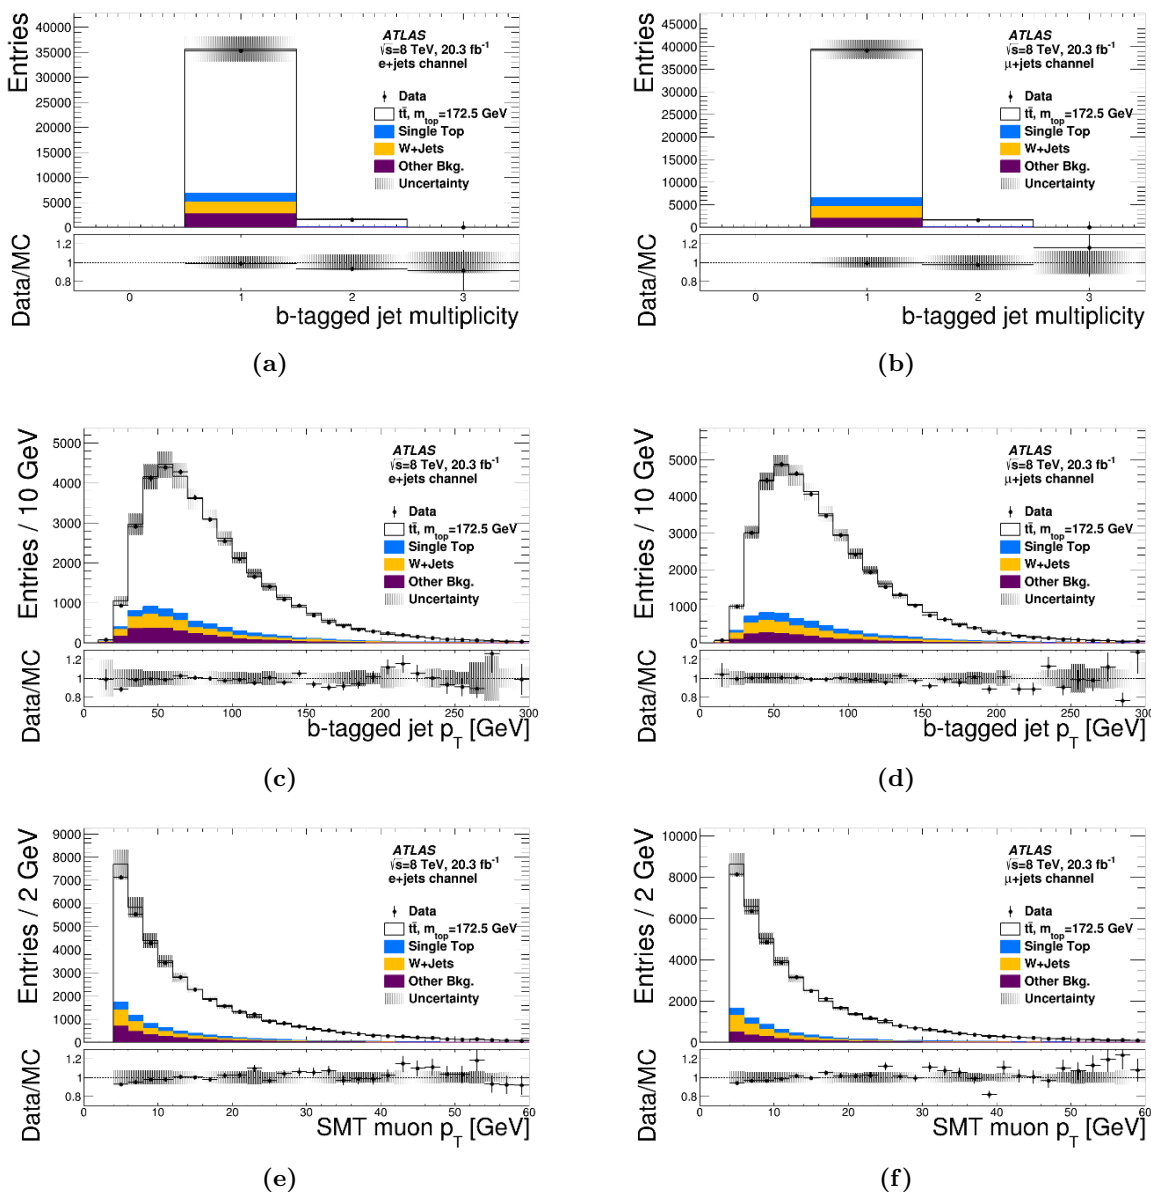 Entries
45000
40000
35000
30000
25000
20000
15000
10000
5000
0
ATLAS
√s=8 TeV, 20.3 fb⁻¹
e+jets channel
Data
tt̄, m_top=172.5 GeV
Single Top
W+Jets
Other Bkg.
Uncertainty
Data/MC
1.2
1
0.8
0 1 2 3
b-tagged jet multiplicity
(a)
Entries
45000
40000
35000
30000
25000
20000
15000
10000
5000
0
ATLAS
√s=8 TeV, 20.3 fb⁻¹
μ+jets channel
Data
tt̄, m_top=172.5 GeV
Single Top
W+Jets
Other Bkg.
Uncertainty
Data/MC
1.2
1
0.8
0 1 2 3
b-tagged jet multiplicity
(b)
Entries / 10 GeV
5000
4000
3000
2000
1000
0
ATLAS
√s=8 TeV, 20.3 fb⁻¹
e+jets channel
Data
tt̄, m_top=172.5 GeV
Single Top
W+Jets
Other Bkg.
Uncertainty
Data/MC
1.2
1
0.8
0 50 100 150 200 250 300
b-tagged jet p_T [GeV]
(c)
Entries / 10 GeV
5000
4000
3000
2000
1000
0
ATLAS
√s=8 TeV, 20.3 fb⁻¹
μ+jets channel
Data
tt̄, m_top=172.5 GeV
Single Top
W+Jets
Other Bkg.
Uncertainty
Data/MC
1.2
1
0.8
0 50 100 150 200 250 300
b-tagged jet p_T [GeV]
(d)
Entries / 2 GeV
9000
8000
7000
6000
5000
4000
3000
2000
1000
0
ATLAS
√s=8 TeV, 20.3 fb⁻¹
e+jets channel
Data
tt̄, m_top=172.5 GeV
Single Top
W+Jets
Other Bkg.
Uncertainty
Data/MC
1.2
1
0.8
0 10 20 30 40 50 60
SMT muon p_T [GeV]
(e)
Entries / 2 GeV
10000
8000
6000
4000
2000
0
ATLAS
√s=8 TeV, 20.3 fb⁻¹
μ+jets channel
Data
tt̄, m_top=172.5 GeV
Single Top
W+Jets
Other Bkg.
Uncertainty
Data/MC
1.2
1
0.8
0 10 20 30 40 50 60
SMT muon p_T [GeV]
(f)